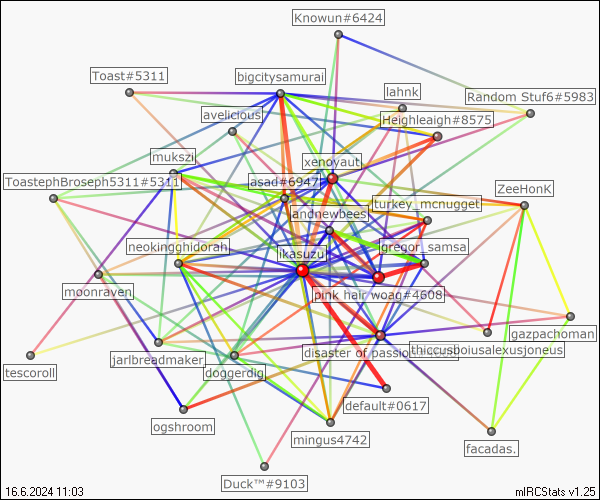 Knowun#6424
Toast#5311
bigcitysamurai
lahnk
Random Stuf6#5983
avelicious
Heighleaigh#8575
mukszi
xenovaut
ToastephBroseph5311#5311
asad#6947
ZeeHonK
turkey_mcnugget
andnewbees
neokingghidorah
ikasuzu
gregor_samsa
moonraven
pink hair woag#4608
gazpachoman
jarlbreadmaker
disaster of passio
thiccusboiusalexusjoneus
tescoroll
doggerdig
default#0617
ogshroom
mingus4742
facadas.
Duck™#9103
16.6.2024 11:03
mIRCStats v1.25